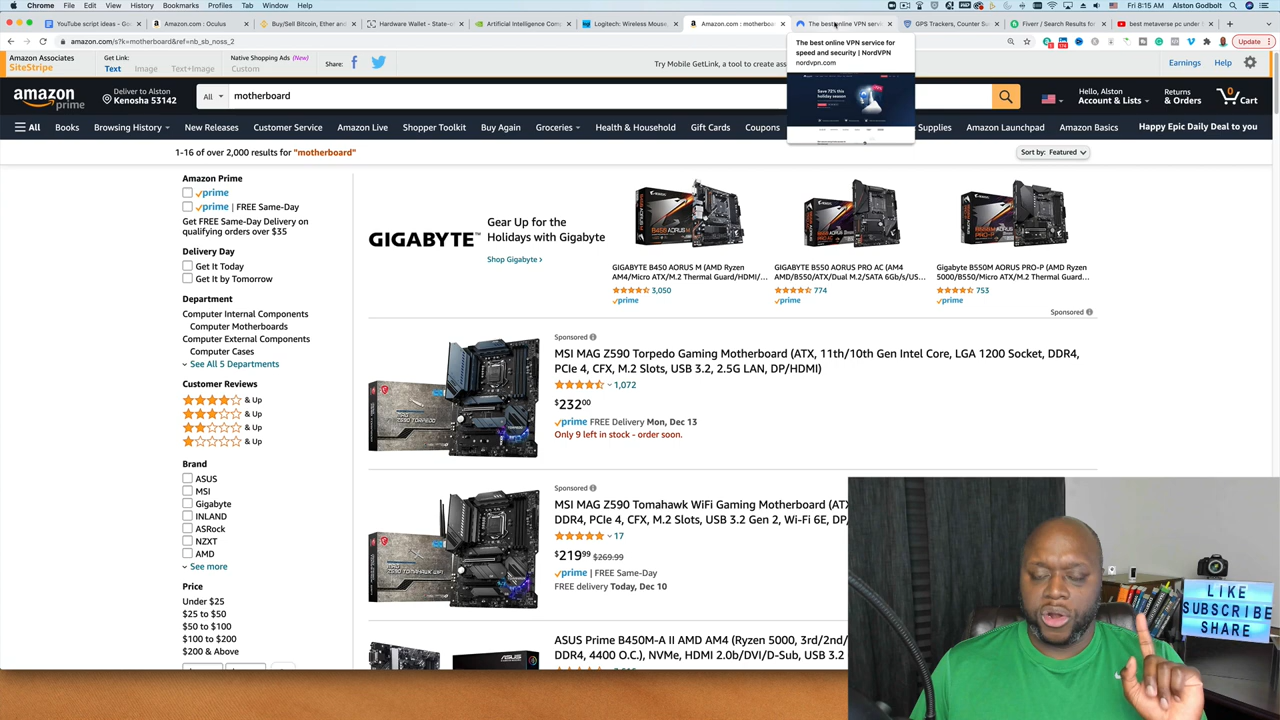 Chrome File Edit View History Bookmarks Profiles Tab Window Help
Fri 8:15 AM Alston Godbolt
YouTube script ideas - Googl
Amazon.com : Oculus
Buy/Sell Bitcoin, Ether and
Hardware Wallet - State-o
Artificial Intelligence Comp
Logitech: Wireless Mouse,
Amazon.com : motherboard
The best online VPN servic
GPS Trackers, Counter Su
Fiverr / Search Results for
best metaverse pc under
amazon.com/s?k=motherboard&ref=nb_sb_noss_2
Update
The best online VPN service for
speed and security | NordVPN
nordvpn.com
Amazon Associates
SiteStripe
Get Link:
Text Image Text+Image
Native Shopping Ads (New)
Custom
Share:
Try Mobile GetLink, a tool to create ass
Earnings Help
amazon
prime
Deliver to Alston
Kenosha 53142
All motherboard
Hello, Alston
Account & Lists
Returns
& Orders
0
Cart
All Books Browsing History New Releases Customer Service Amazon Live Shopper Toolkit Buy Again Groceries Health & Household Gift Cards Coupons Supplies Amazon Launchpad Amazon Basics Happy Epic Daily Deal to you
Save 72% this
holiday season
1-16 of over 2,000 results for "motherboard"
Sort by: Featured
Amazon Prime
prime
prime | FREE Same-Day
Get FREE Same-Day Delivery on
qualifying orders over $35
Delivery Day
Get It Today
Get It by Tomorrow
Department
Computer Internal Components
Computer Motherboards
Computer External Components
Computer Cases
See All 5 Departments
Customer Reviews
& Up
& Up
& Up
& Up
Brand
ASUS
MSI
Gigabyte
INLAND
ASRock
NZXT
AMD
See more
Price
Under $25
$25 to $50
$50 to $100
$100 to $200
$200 & Above
GIGABYTE™
Gear Up for the
Holidays with Gigabyte
Shop Gigabyte
GIGABYTE B450 AORUS M (AMD Ryzen
AM4/Micro ATX/M.2 Thermal Guard/HDMI/...
3,050
prime
GIGABYTE B550 AORUS PRO AC (AM4
AMD/B550/ATX/Dual M.2/SATA 6Gb/s/US...
774
prime
Gigabyte B550M AORUS PRO-P (AMD Ryzen
5000/B550/Micro ATX/M.2 Thermal Guard...
753
prime
Sponsored
Sponsored
MSI MAG Z590 Torpedo Gaming Motherboard (ATX, 11th/10th Gen Intel Core, LGA 1200 Socket, DDR4,
PCIe 4, CFX, M.2 Slots, USB 3.2, 2.5G LAN, DP/HDMI)
1,072
$232⁰⁰
prime FREE Delivery Mon, Dec 13
Only 9 left in stock - order soon.
Sponsored
MSI MAG Z590 Tomahawk WiFi Gaming Motherboard (ATX
DDR4, PCIe 4, CFX, M.2 Slots, USB 3.2 Gen 2, Wi-Fi 6E, DP/
17
$219⁹⁹ $269.99
prime | FREE Same-Day
FREE delivery Today, Dec 10
ASUS Prime B450M-A II AMD AM4 (Ryzen 5000, 3rd/2nd/
DDR4, 4400 O.C.), NVMe, HDMI 2.0b/DVI/D-Sub, USB 3.2
LIKE
SUBSCRIBE
SHARE